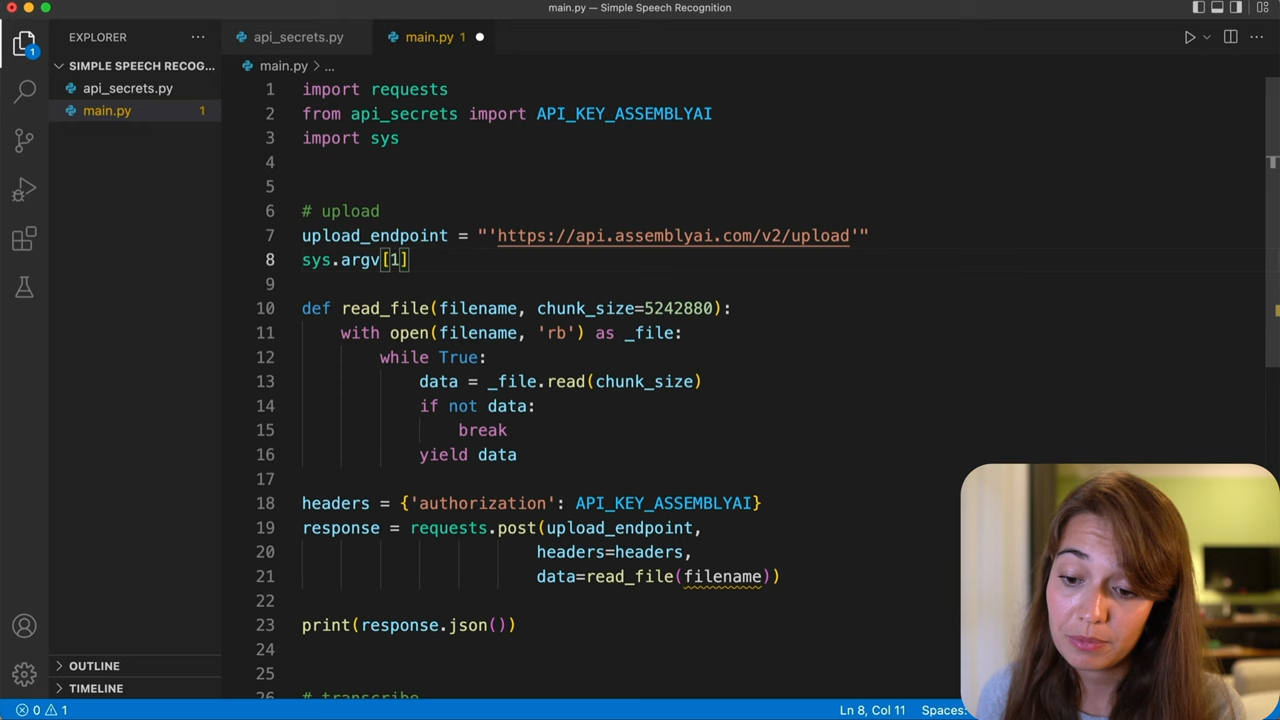 main.py — Simple Speech Recognition
EXPLORER
api_secrets.py
main.py 1
SIMPLE SPEECH RECOG...
api_secrets.py
main.py 1
main.py > ...
1 import requests
2 from api_secrets import API_KEY_ASSEMBLYAI
3 import sys
4
5
6 # upload
7 upload_endpoint = "'https://api.assemblyai.com/v2/upload'"
8 sys.argv[1]
9
10 def read_file(filename, chunk_size=5242880):
11 with open(filename, 'rb') as _file:
12 while True:
13 data = _file.read(chunk_size)
14 if not data:
15 break
16 yield data
17
18 headers = {'authorization': API_KEY_ASSEMBLYAI}
19 response = requests.post(upload_endpoint,
20 headers=headers,
21 data=read_file(filename))
22
23 print(response.json())
24
25
26 # transcribe
OUTLINE
TIMELINE
0 1
Ln 8, Col 11
Spaces:
1